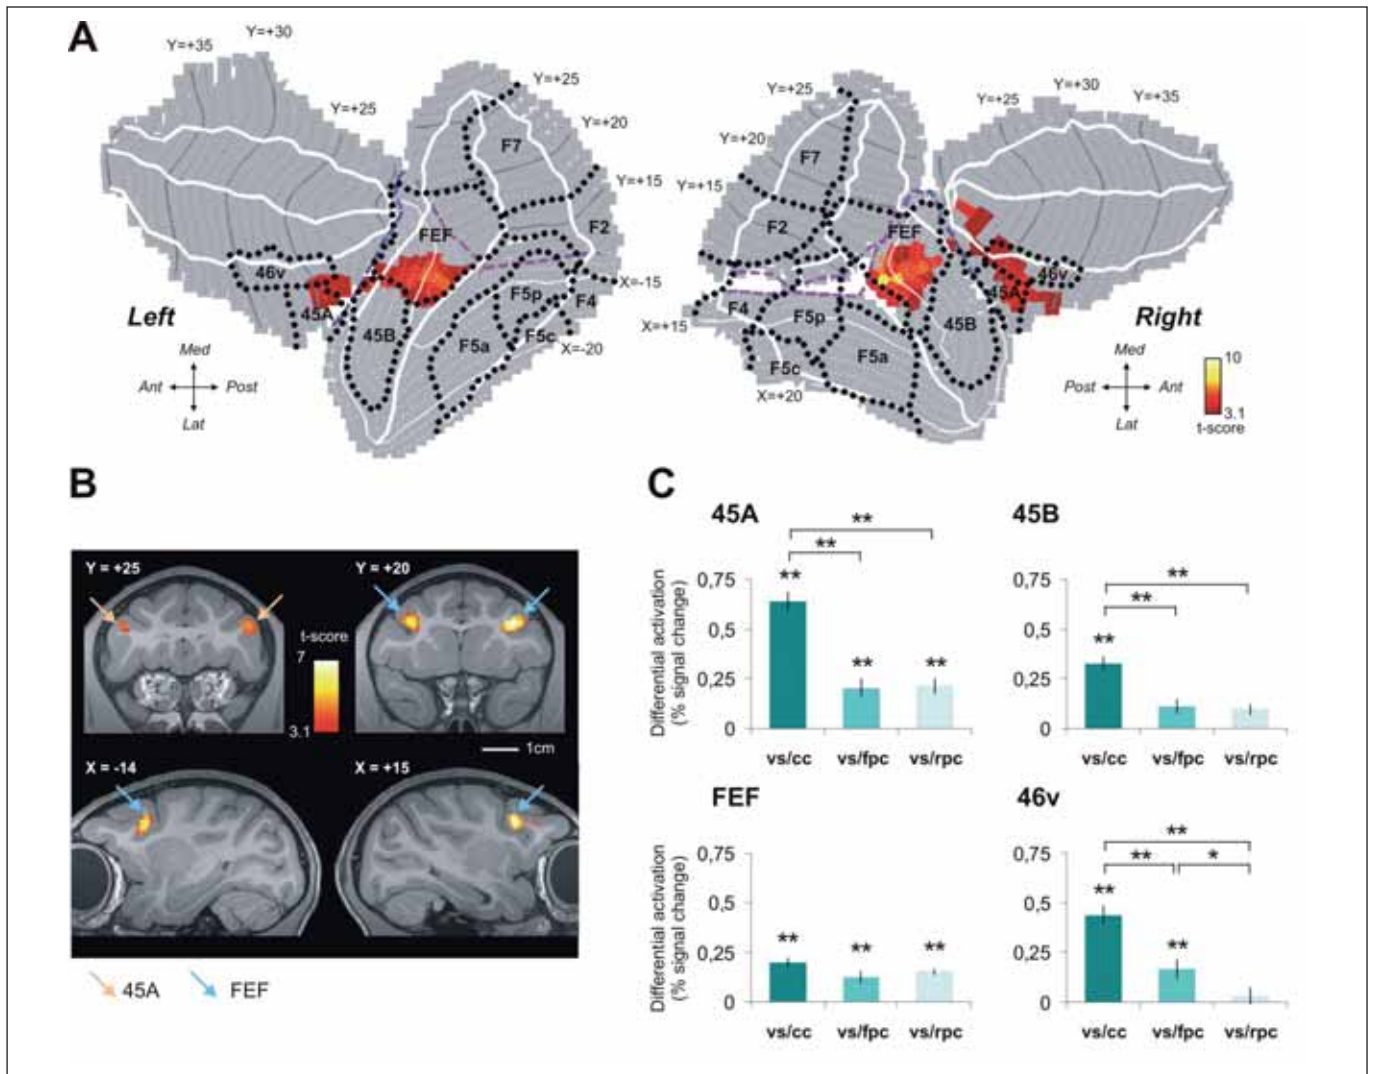 A
Y=+35
Y=+30
Y=+25
Y=+25
Y=+20
Y=+15
F7
F2
FEF
46v
45A
45B
F5p
F4
F5a
F5c
X=-15
X=-20
Left
Med
Ant
Post
Lat
Y=+25
Y=+20
Y=+15
F7
F2
FEF
Y=+25
Y=+30
Y=+35
46v
45A
45B
F4
F5p
F5a
F5c
X=+15
X=+20
Right
Med
Post
Ant
Lat
10
3.1
t-score
B
Y = +25
Y = +20
t-score
7
3.1
1cm
X = -14
X = +15
45A
FEF
C
45A
Differential activation
(% signal change)
0,75
0,5
0,25
0
**
**
**
**
**
vs/cc
vs/fpc
vs/rpc
45B
0,75
0,5
0,25
0
**
**
**
vs/cc
vs/fpc
vs/rpc
FEF
Differential activation
(% signal change)
0,75
0,5
0,25
0
**
**
**
vs/cc
vs/fpc
vs/rpc
46v
0,75
0,5
0,25
0
**
**
*
**
**
vs/cc
vs/fpc
vs/rpc